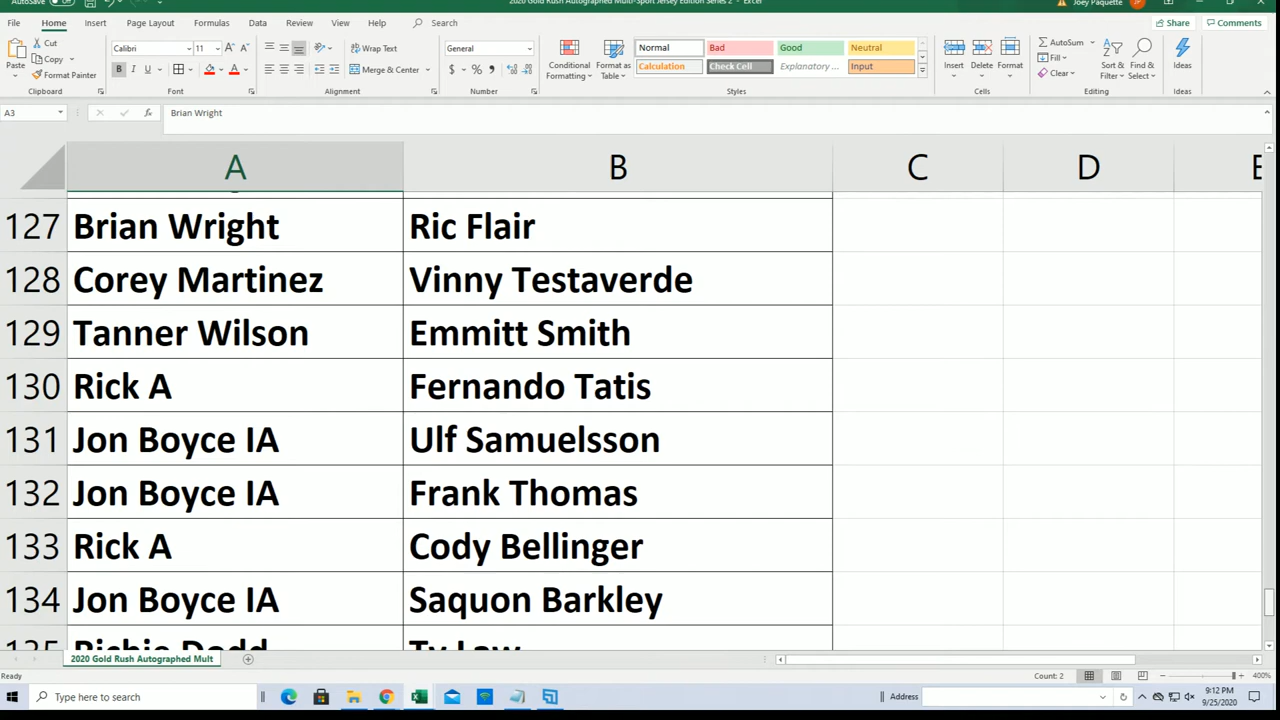 AutoSave
2020 Gold Rush Autographed Multi-Sport Jersey Edition Series 2 - Excel
Joey Paquette
JP
File Home Insert Page Layout Formulas Data Review View Help Search Share Comments
Paste Cut Copy Format Painter Clipboard
Calibri 11 B I U A A Font
Wrap Text Merge & Center Alignment
General $ % Number
Conditional Formatting Format as Table
Normal Bad Good Neutral
Calculation Check Cell Explanatory ... Input
Styles
Insert Delete Format Cells
AutoSum Fill Clear Sort & Filter Find & Select Editing
Ideas Ideas
A3 fx Brian Wright
A B C D E
127 Brian Wright Ric Flair
128 Corey Martinez Vinny Testaverde
129 Tanner Wilson Emmitt Smith
130 Rick A Fernando Tatis
131 Jon Boyce IA Ulf Samuelsson
132 Jon Boyce IA Frank Thomas
133 Rick A Cody Bellinger
134 Jon Boyce IA Saquon Barkley
135 Richie Dodd Ty Law
2020 Gold Rush Autographed Mult
Ready Count: 2 400%
Type here to search Address 9:12 PM
9/25/2020